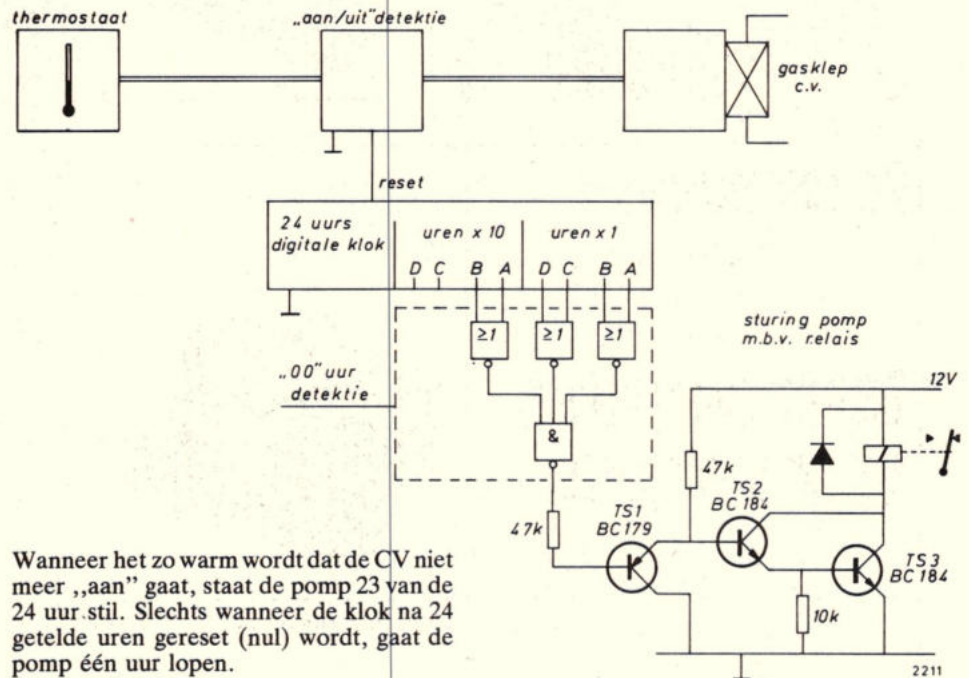 thermostaat
„aan/uit” detektie
gasklep
c.v.
reset
24 uurs
digitale klok
uren x 10
uren x 1
D C B A D C B A
≥1 ≥1 ≥1
sturing pomp
m.b.v. relais
„00” uur
detektie
12V
&
47k
TS2
BC 184
47k
TS1
BC 179
TS3
BC 184
10k
2211
Wanneer het zo warm wordt dat de CV niet
meer ,,aan” gaat, staat de pomp 23 van de
24 uur stil. Slechts wanneer de klok na 24
getelde uren gereset (nul) wordt, gaat de
pomp één uur lopen.